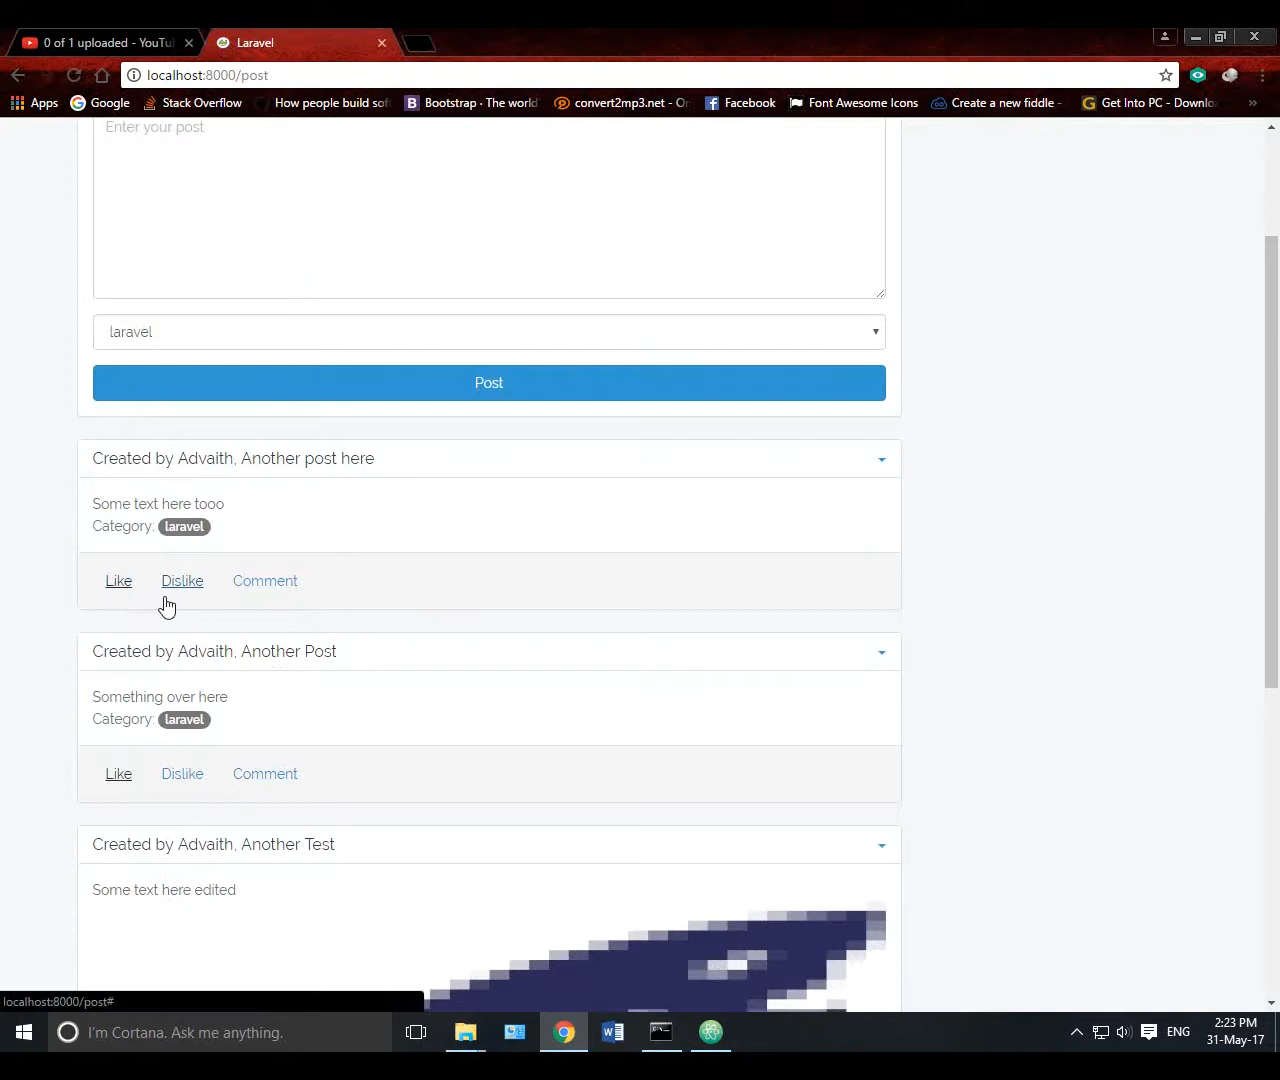 0 of 1 uploaded - YouTu
Laravel
localhost:8000/post
Apps
Google
Stack Overflow
How people build sof
Bootstrap · The world'
convert2mp3.net - On
Facebook
Font Awesome Icons
Create a new fiddle -
Get Into PC - Downlo
Enter your post
laravel
Post
Created by Advaith, Another post here
Some text here tooo
Category: laravel
Like Dislike Comment
Created by Advaith, Another Post
Something over here
Category: laravel
Like Dislike Comment
Created by Advaith, Another Test
Some text here edited
localhost:8000/post#
I'm Cortana. Ask me anything.
ENG
2:23 PM
31-May-17